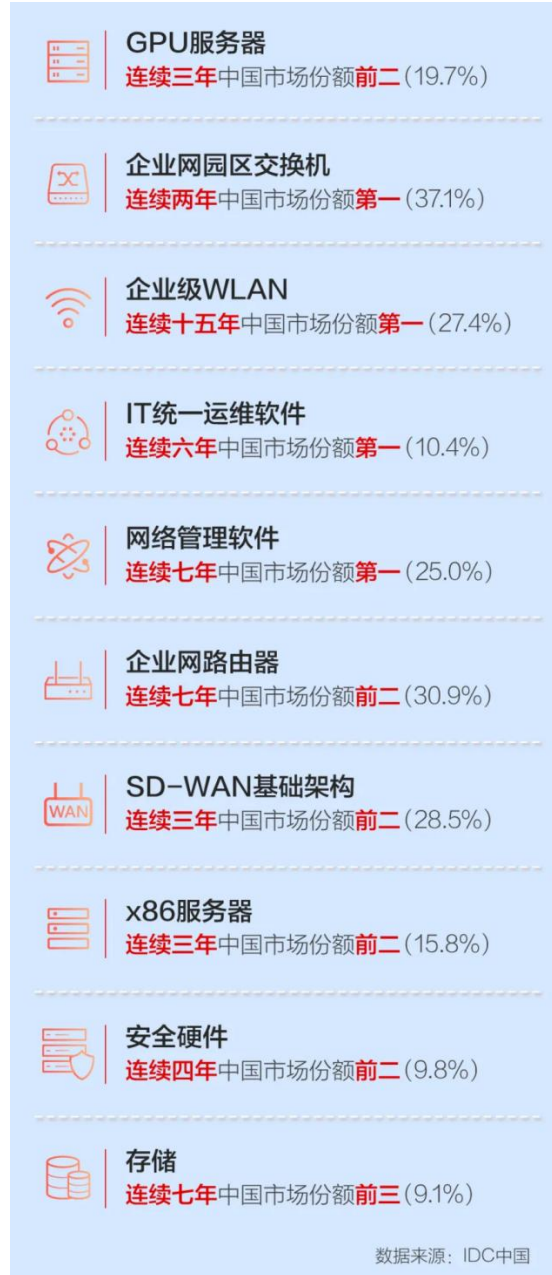 GPU服务器
连续三年中国市场份额前二(19.7%)
企业网园区交换机
连续两年中国市场份额第一(37.1%)
企业级WLAN
连续十五年中国市场份额第一(27.4%)
IT统一运维软件
连续六年中国市场份额第一(10.4%)
网络管理软件
连续七年中国市场份额第一(25.0%)
企业网路由器
连续七年中国市场份额前二(30.9%)
SD-WAN基础架构
WAN
连续三年中国市场份额前二(28.5%)
x86服务器
连续三年中国市场份额前二(15.8%)
安全硬件
连续四年中国市场份额前二(9.8%)
存储
连续七年中国市场份额前三(9.1%)
数据来源：IDC中国